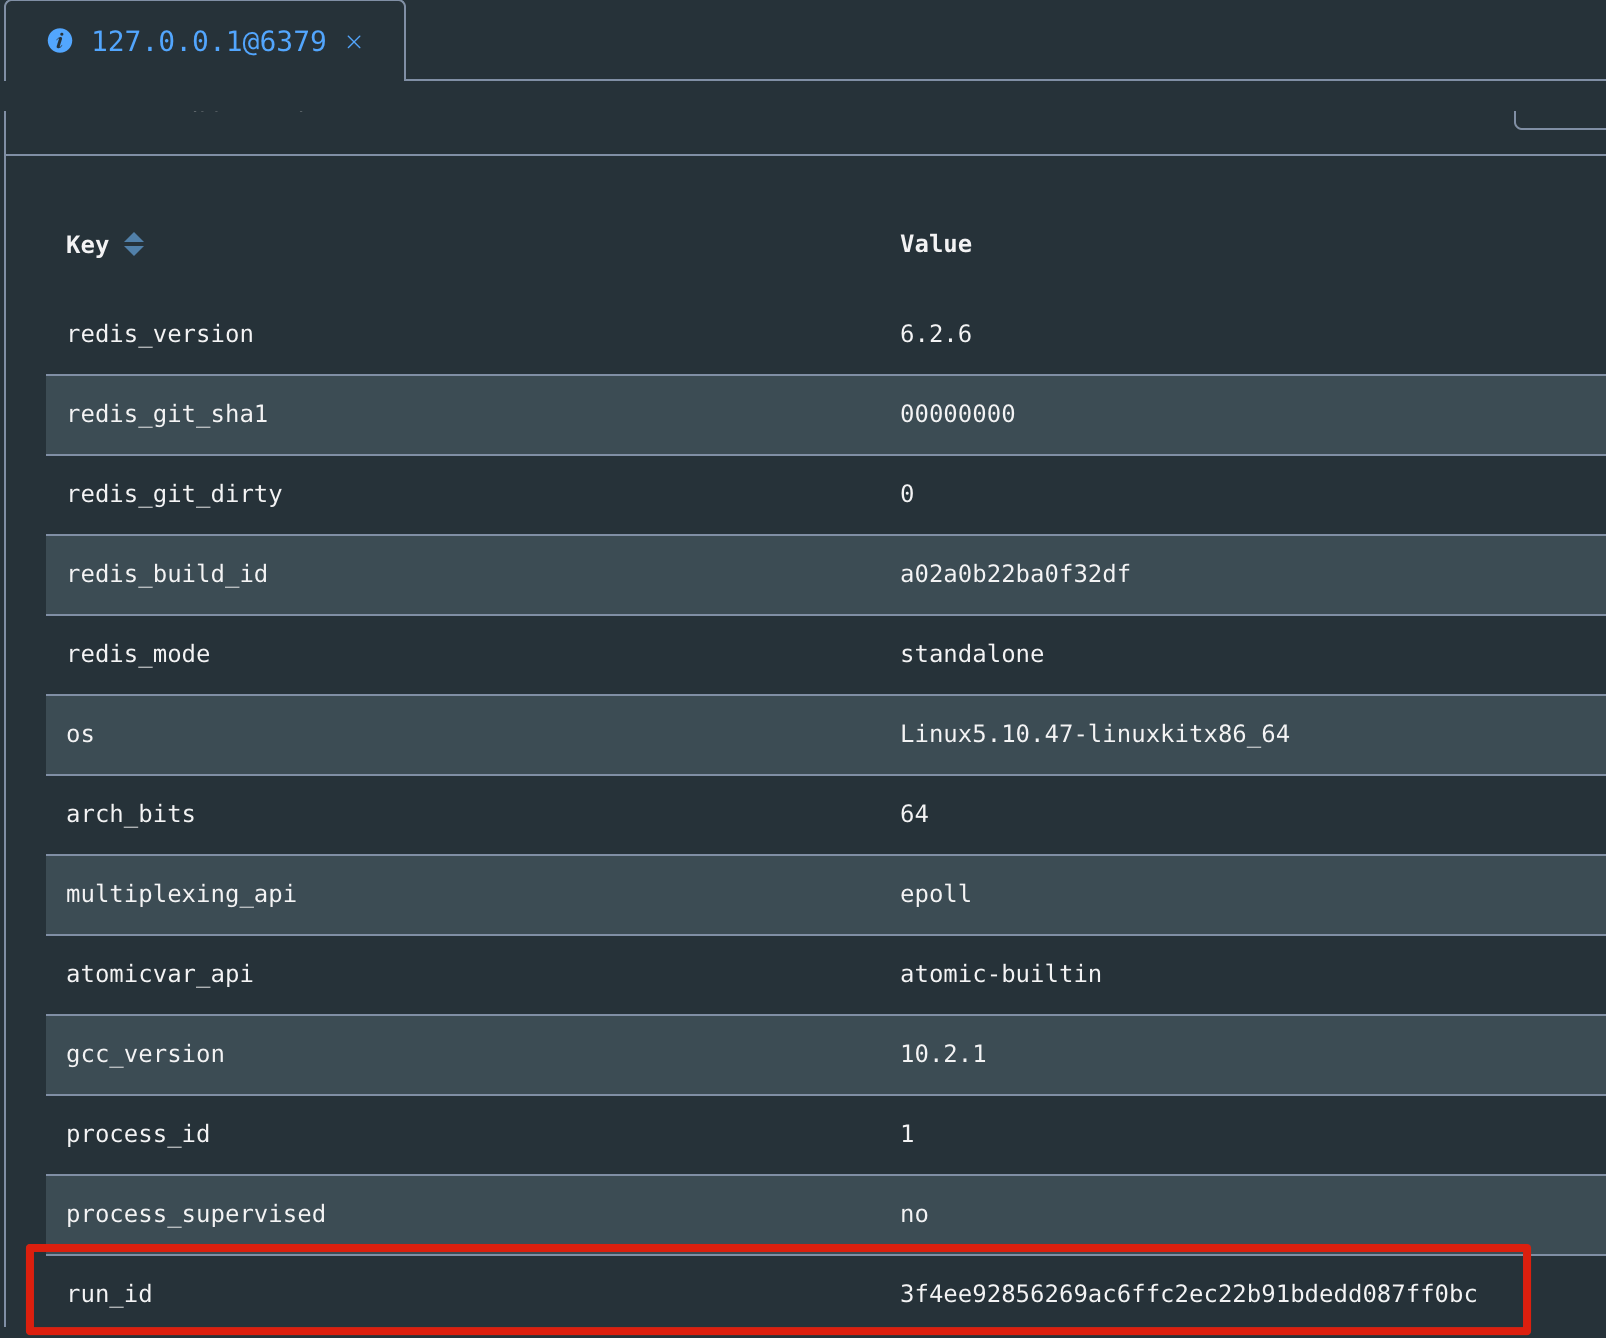 127.0.0.1@6379
Key Value
redis_version 6.2.6
redis_git_sha1 00000000
redis_git_dirty 0
redis_build_id a02a0b22ba0f32df
redis_mode standalone
os Linux5.10.47-linuxkitx86_64
arch_bits 64
multiplexing_api epoll
atomicvar_api atomic-builtin
gcc_version 10.2.1
process_id 1
process_supervised no
run_id 3f4ee92856269ac6ffc2ec22b91bdedd087ff0bc